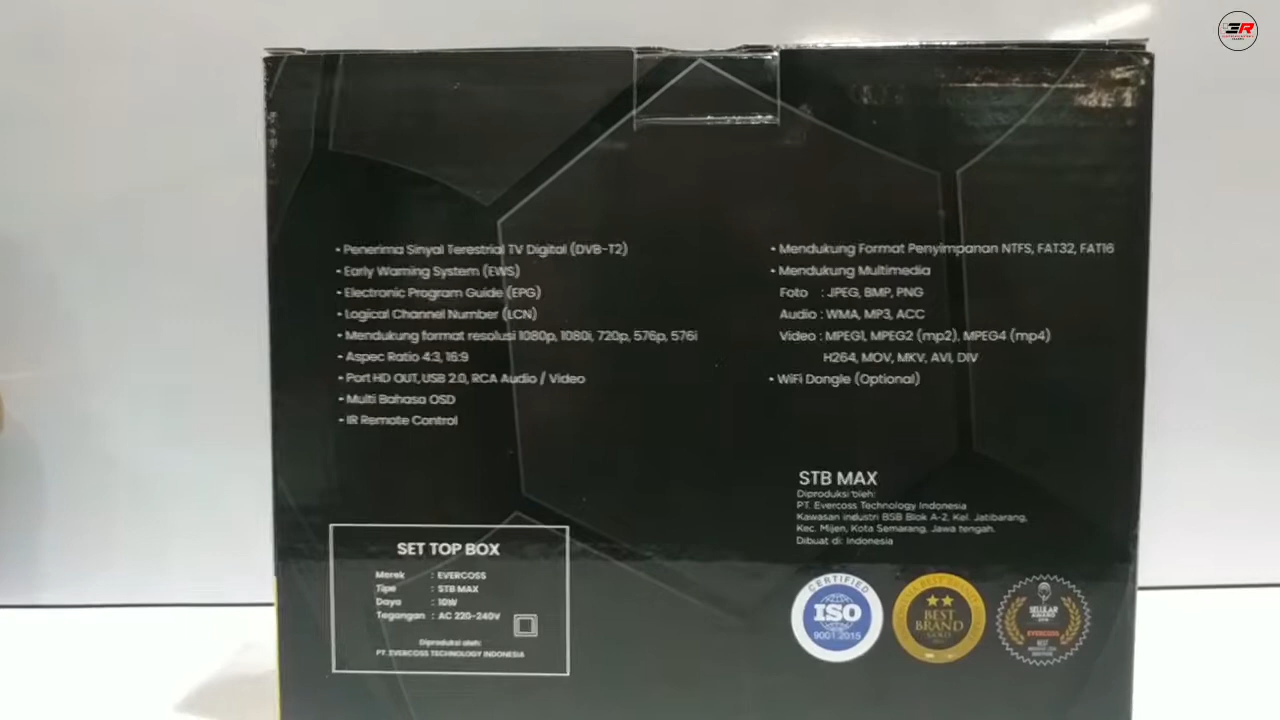 ER
• Penerima Sinyal Terestrial TV Digital (DVB-T2)
• Early Warning System (EWS)
• Electronic Program Guide (EPG)
• Logical Channel Number (LCN)
• Mendukung format resolusi 1080p, 1080i, 720p, 576p, 576i
• Aspec Ratio 4:3, 16:9
• Port HD OUT, USB 2.0, RCA Audio / Video
• Multi Bahasa OSD
• IR Remote Control
• Mendukung Format Penyimpanan NTFS, FAT32, FAT16
• Mendukung Multimedia
Foto : JPEG, BMP, PNG
Audio : WMA, MP3, ACC
Video : MPEG1, MPEG2 (mp2), MPEG4 (mp4)
H264, MOV, MKV, AVI, DIV
• WiFi Dongle (Optional)
STB MAX
Diproduksi oleh:
PT. Evercoss Technology Indonesia
Kawasan industri BSB Blok A-2, Kel. Jatibarang,
Kec. Mijen, Kota Semarang, Jawa tengah.
Dibuat di: Indonesia
SET TOP BOX
Merek : EVERCOSS
Tipe : STB MAX
Daya : 10W
Tegangan : AC 220-240V
Diproduksi oleh:
PT. EVERCOSS TECHNOLOGY INDONESIA
CERTIFIED
ISO
9001:2015
BEST
BRAND
GOLD
SELULAR
AWARD
EVERCOSS
BEST